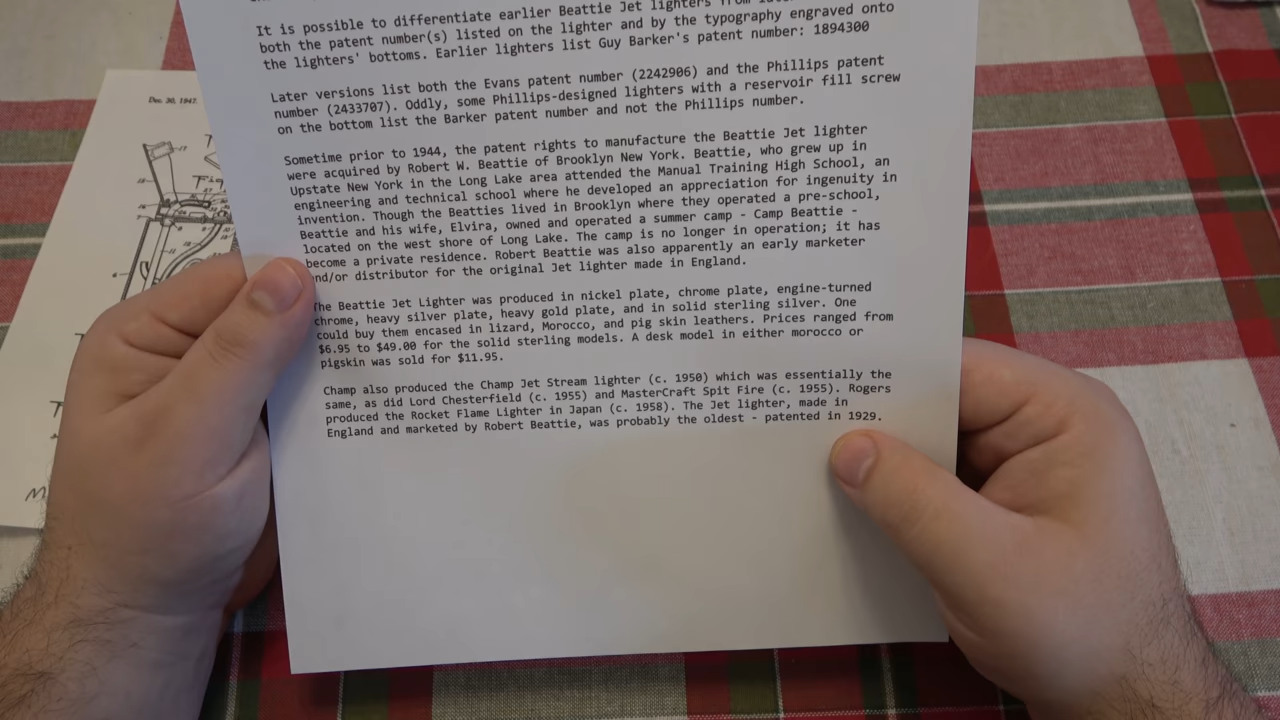 Dec. 30, 1947.
It is possible to differentiate earlier Beattie Jet lighters from
both the patent number(s) listed on the lighter and by the typography engraved onto
the lighters' bottoms. Earlier lighters list Guy Barker's patent number: 1894300
Later versions list both the Evans patent number (2242906) and the Phillips patent
number (2433707). Oddly, some Phillips-designed lighters with a reservoir fill screw
on the bottom list the Barker patent number and not the Phillips number.
Sometime prior to 1944, the patent rights to manufacture the Beattie Jet lighter
were acquired by Robert W. Beattie of Brooklyn New York. Beattie, who grew up in
Upstate New York in the Long Lake area attended the Manual Training High School, an
engineering and technical school where he developed an appreciation for ingenuity in
invention. Though the Beatties lived in Brooklyn where they operated a pre-school,
Beattie and his wife, Elvira, owned and operated a summer camp - Camp Beattie -
located on the west shore of Long Lake. The camp is no longer in operation; it has
become a private residence. Robert Beattie was also apparently an early marketer
and/or distributor for the original Jet lighter made in England.
The Beattie Jet Lighter was produced in nickel plate, chrome plate, engine-turned
chrome, heavy silver plate, heavy gold plate, and in solid sterling silver. One
could buy them encased in lizard, Morocco, and pig skin leathers. Prices ranged from
$6.95 to $49.00 for the solid sterling models. A desk model in either morocco or
pigskin was sold for $11.95.
Champ also produced the Champ Jet Stream lighter (c. 1950) which was essentially the
same, as did Lord Chesterfield (c. 1955) and MasterCraft Spit Fire (c. 1955). Rogers
produced the Rocket Flame Lighter in Japan (c. 1958). The Jet lighter, made in
England and marketed by Robert Beattie, was probably the oldest - patented in 1929.